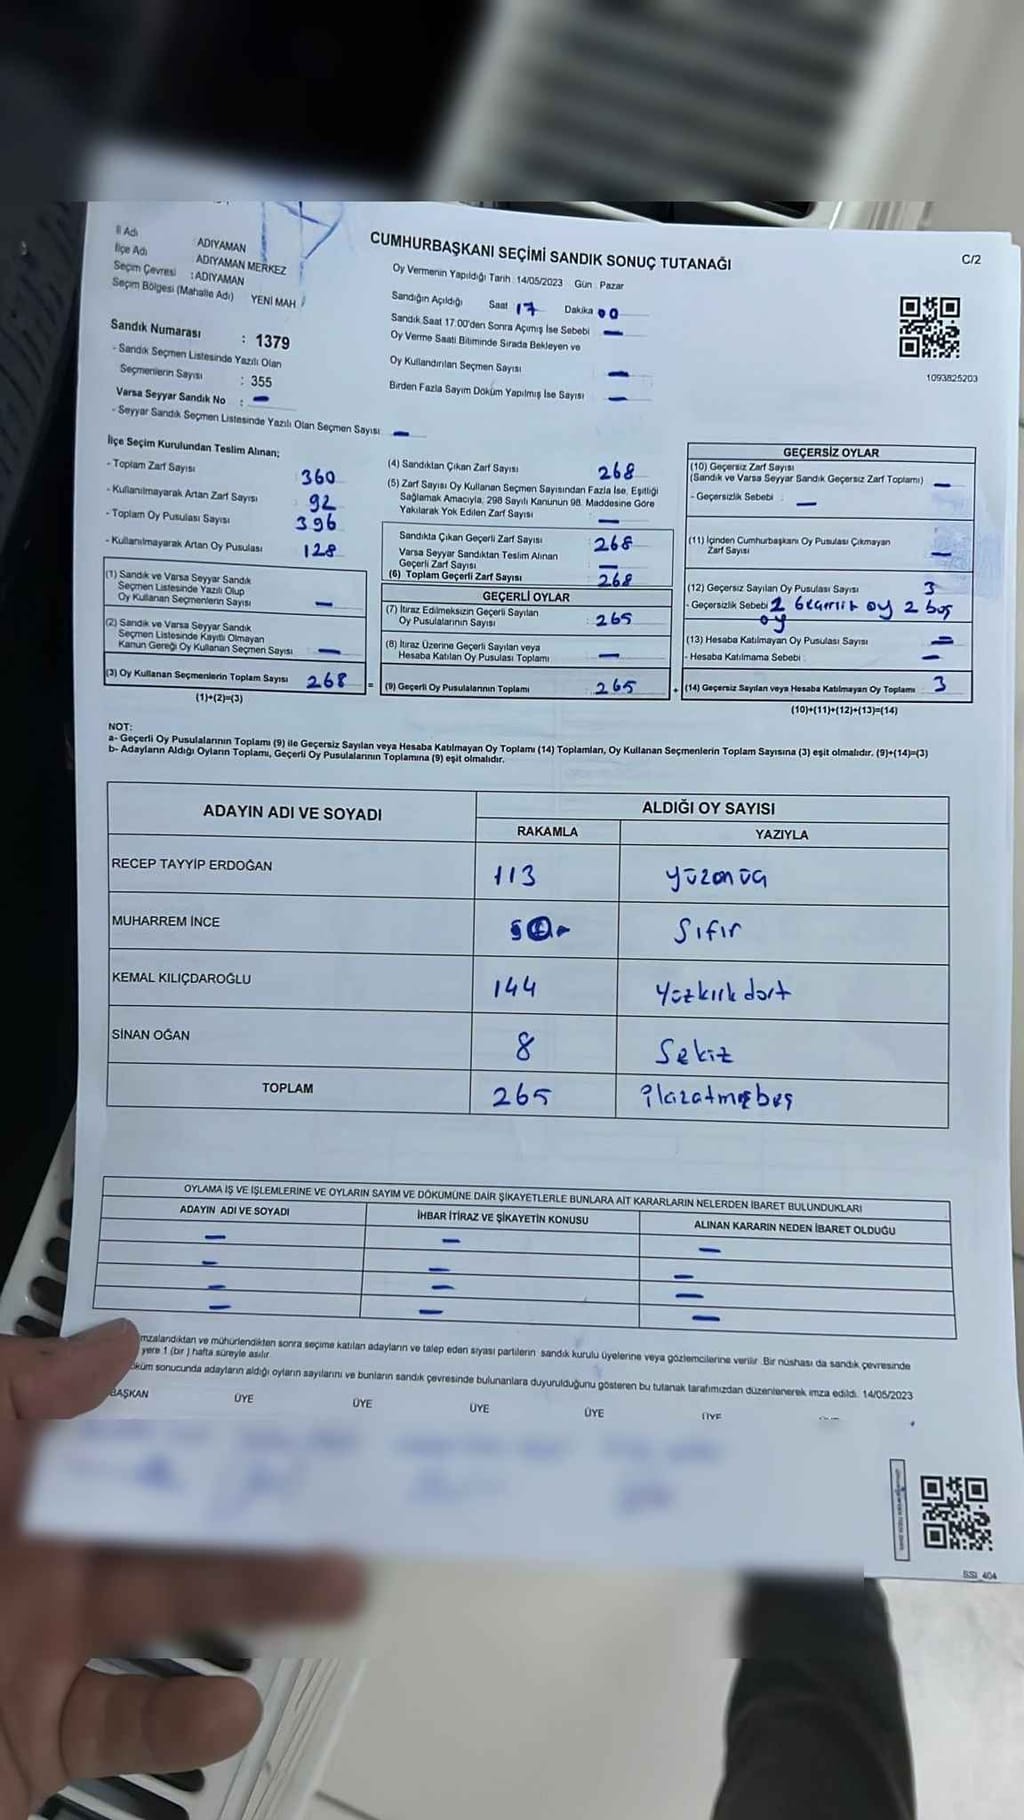 CUMHURBAŞKANI SEÇİMİ SANDIK SONUÇ TUTANAĞI
C/2
İl Adı : ADIYAMAN
İlçe Adı : ADIYAMAN MERKEZ
Seçim Çevresi : ADIYAMAN
Seçim Bölgesi (Mahalle Adı) YENİ MAH
Sandık Numarası : 1379
- Sandık Seçmen Listesinde Yazılı Olan
Seçmenlerin Sayısı : 355
Varsa Seyyar Sandık No : –
- Seyyar Sandık Seçmen Listesinde Yazılı Olan Seçmen Sayısı –
Oy Vermenin Yapıldığı Tarih : 14/05/2023 Gün : Pazar
Sandığın Açıldığı Saat 17 Dakika 00
Sandık Saat 17:00'den Sonra Açımış İse Sebebi –
Oy Verme Saati Bitiminde Sırada Bekleyen ve
Oy Kullandırılan Seçmen Sayısı –
Birden Fazla Sayım Döküm Yapılmış İse Sayısı –
1093825203
İlçe Seçim Kurulundan Teslim Alınan;
- Toplam Zarf Sayısı 360
- Kullanılmayarak Artan Zarf Sayısı 92
- Toplam Oy Pusulası Sayısı 396
- Kullanılmayarak Artan Oy Pusulası 128
(1) Sandık ve Varsa Seyyar Sandık
Seçmen Listesinde Yazılı Olup
Oy Kullanan Seçmenlerin Sayısı –
(2) Sandık ve Varsa Seyyar Sandık
Seçmen Listesinde Kayıtlı Olmayan
Kanun Gereği Oy Kullanan Seçmen Sayısı –
(3) Oy Kullanan Seçmenlerin Toplam Sayısı 268 =
(1)+(2)=(3)
(4) Sandıktan Çıkan Zarf Sayısı 268
(5) Zarf Sayısı Oy Kullanan Seçmen Sayısından Fazla İse, Eşitliği
Sağlamak Amacıyla, 298 Sayılı Kanunun 98. Maddesine Göre
Yakılarak Yok Edilen Zarf Sayısı –
Sandıkta Çıkan Geçerli Zarf Sayısı 268
Varsa Seyyar Sandıktan Teslim Alınan
Geçerli Zarf Sayısı –
(6) Toplam Geçerli Zarf Sayısı 268
GEÇERLİ OYLAR
(7) İtiraz Edilmeksizin Geçerli Sayılan
Oy Pusulalarının Sayısı 265
(8) İtiraz Üzerine Geçerli Sayılan veya
Hesaba Katılan Oy Pusulası Toplamı –
(9) Geçerli Oy Pusulalarının Toplamı 265 +
GEÇERSİZ OYLAR
(10) Geçersiz Zarf Sayısı
(Sandık ve Varsa Seyyar Sandık Geçersiz Zarf Toplamı) –
- Geçersizlik Sebebi : –
(11) İçinden Cumhurbaşkanı Oy Pusulası Çıkmayan
Zarf Sayısı –
(12) Geçersiz Sayılan Oy Pusulası Sayısı 3
- Geçersizlik Sebebi oy 2 boş
oy
(13) Hesaba Katılmayan Oy Pusulası Sayısı –
- Hesaba Katılmama Sebebi : –
(14) Geçersiz Sayılan veya Hesaba Katılmayan Oy Toplamı 3
(10)+(11)+(12)+(13)=(14)
NOT:
a- Geçerli Oy Pusulalarının Toplamı (9) ile Geçersiz Sayılan veya Hesaba Katılmayan Oy Toplamı (14) Toplamları, Oy Kullanan Seçmenlerin Toplam Sayısına (3) eşit olmalıdır. (9)+(14)=(3)
b- Adayların Aldığı Oyların Toplamı, Geçerli Oy Pusulalarının Toplamına (9) eşit olmalıdır.
ADAYIN ADI VE SOYADI ALDIĞI OY SAYISI
RAKAMLA YAZIYLA
RECEP TAYYİP ERDOĞAN 113 yüzonüç
MUHARREM İNCE Sıfır
KEMAL KILIÇDAROĞLU 144 Yüzkırkdört
SİNAN OĞAN 8 Sekiz
TOPLAM 265
OYLAMA İŞ VE İŞLEMLERİNE VE OYLARIN SAYIM VE DÖKÜMÜNE DAİR ŞİKAYETLERLE BUNLARA AİT KARARLARIN NELERDEN İBARET BULUNDUKLARI
ADAYIN ADI VE SOYADI İHBAR İTİRAZ VE ŞİKAYETİN KONUSU ALINAN KARARIN NEDEN İBARET OLDUĞU
– – –
– – –
– – –
– – –
mzalandıktan ve mühürlendikten sonra seçime katılan adayların ve talep eden siyasi partilerin sandık kurulu üyelerine veya gözlemcilerine verilir. Bir nüshası da sandık çevresinde
yere 1 (bir ) hafta süreyle asılır.
öküm sonucunda adayların aldığı oyların sayılarını ve bunların sandık çevresinde bulunanlara duyurulduğunu gösteren bu tutanak tarafımızdan düzenlenerek imza edildi. 14/05/2023
BAŞKAN ÜYE ÜYE ÜYE ÜYE ÜYE
SSI_404